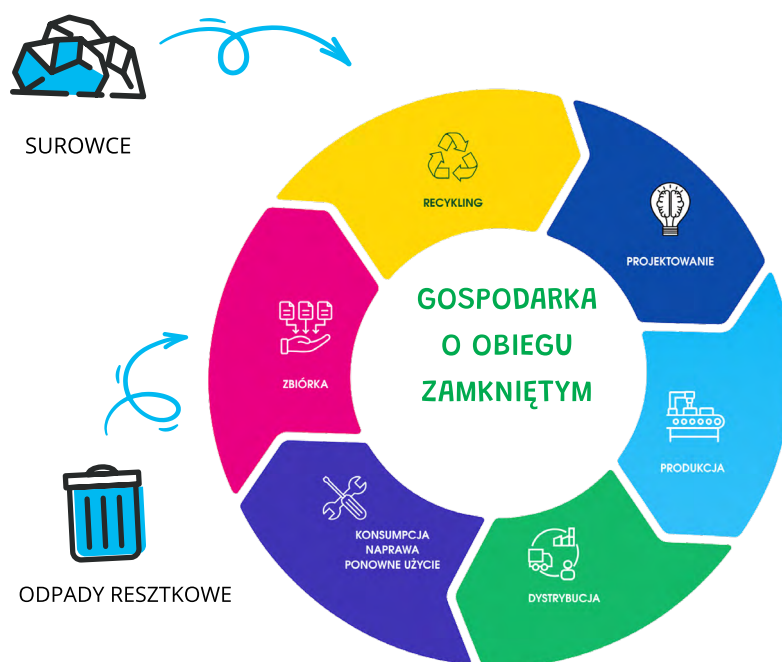 SUROWCE
RECYKLING
PROJEKTOWANIE
GOSPODARKA
O OBIEGU
ZAMKNIĘTYM
ZBIÓRKA
PRODUKCJA
KONSUMPCJA
NAPRAWA
PONOWNE UŻYCIE
DYSTRYBUCJA
ODPADY RESZTKOWE